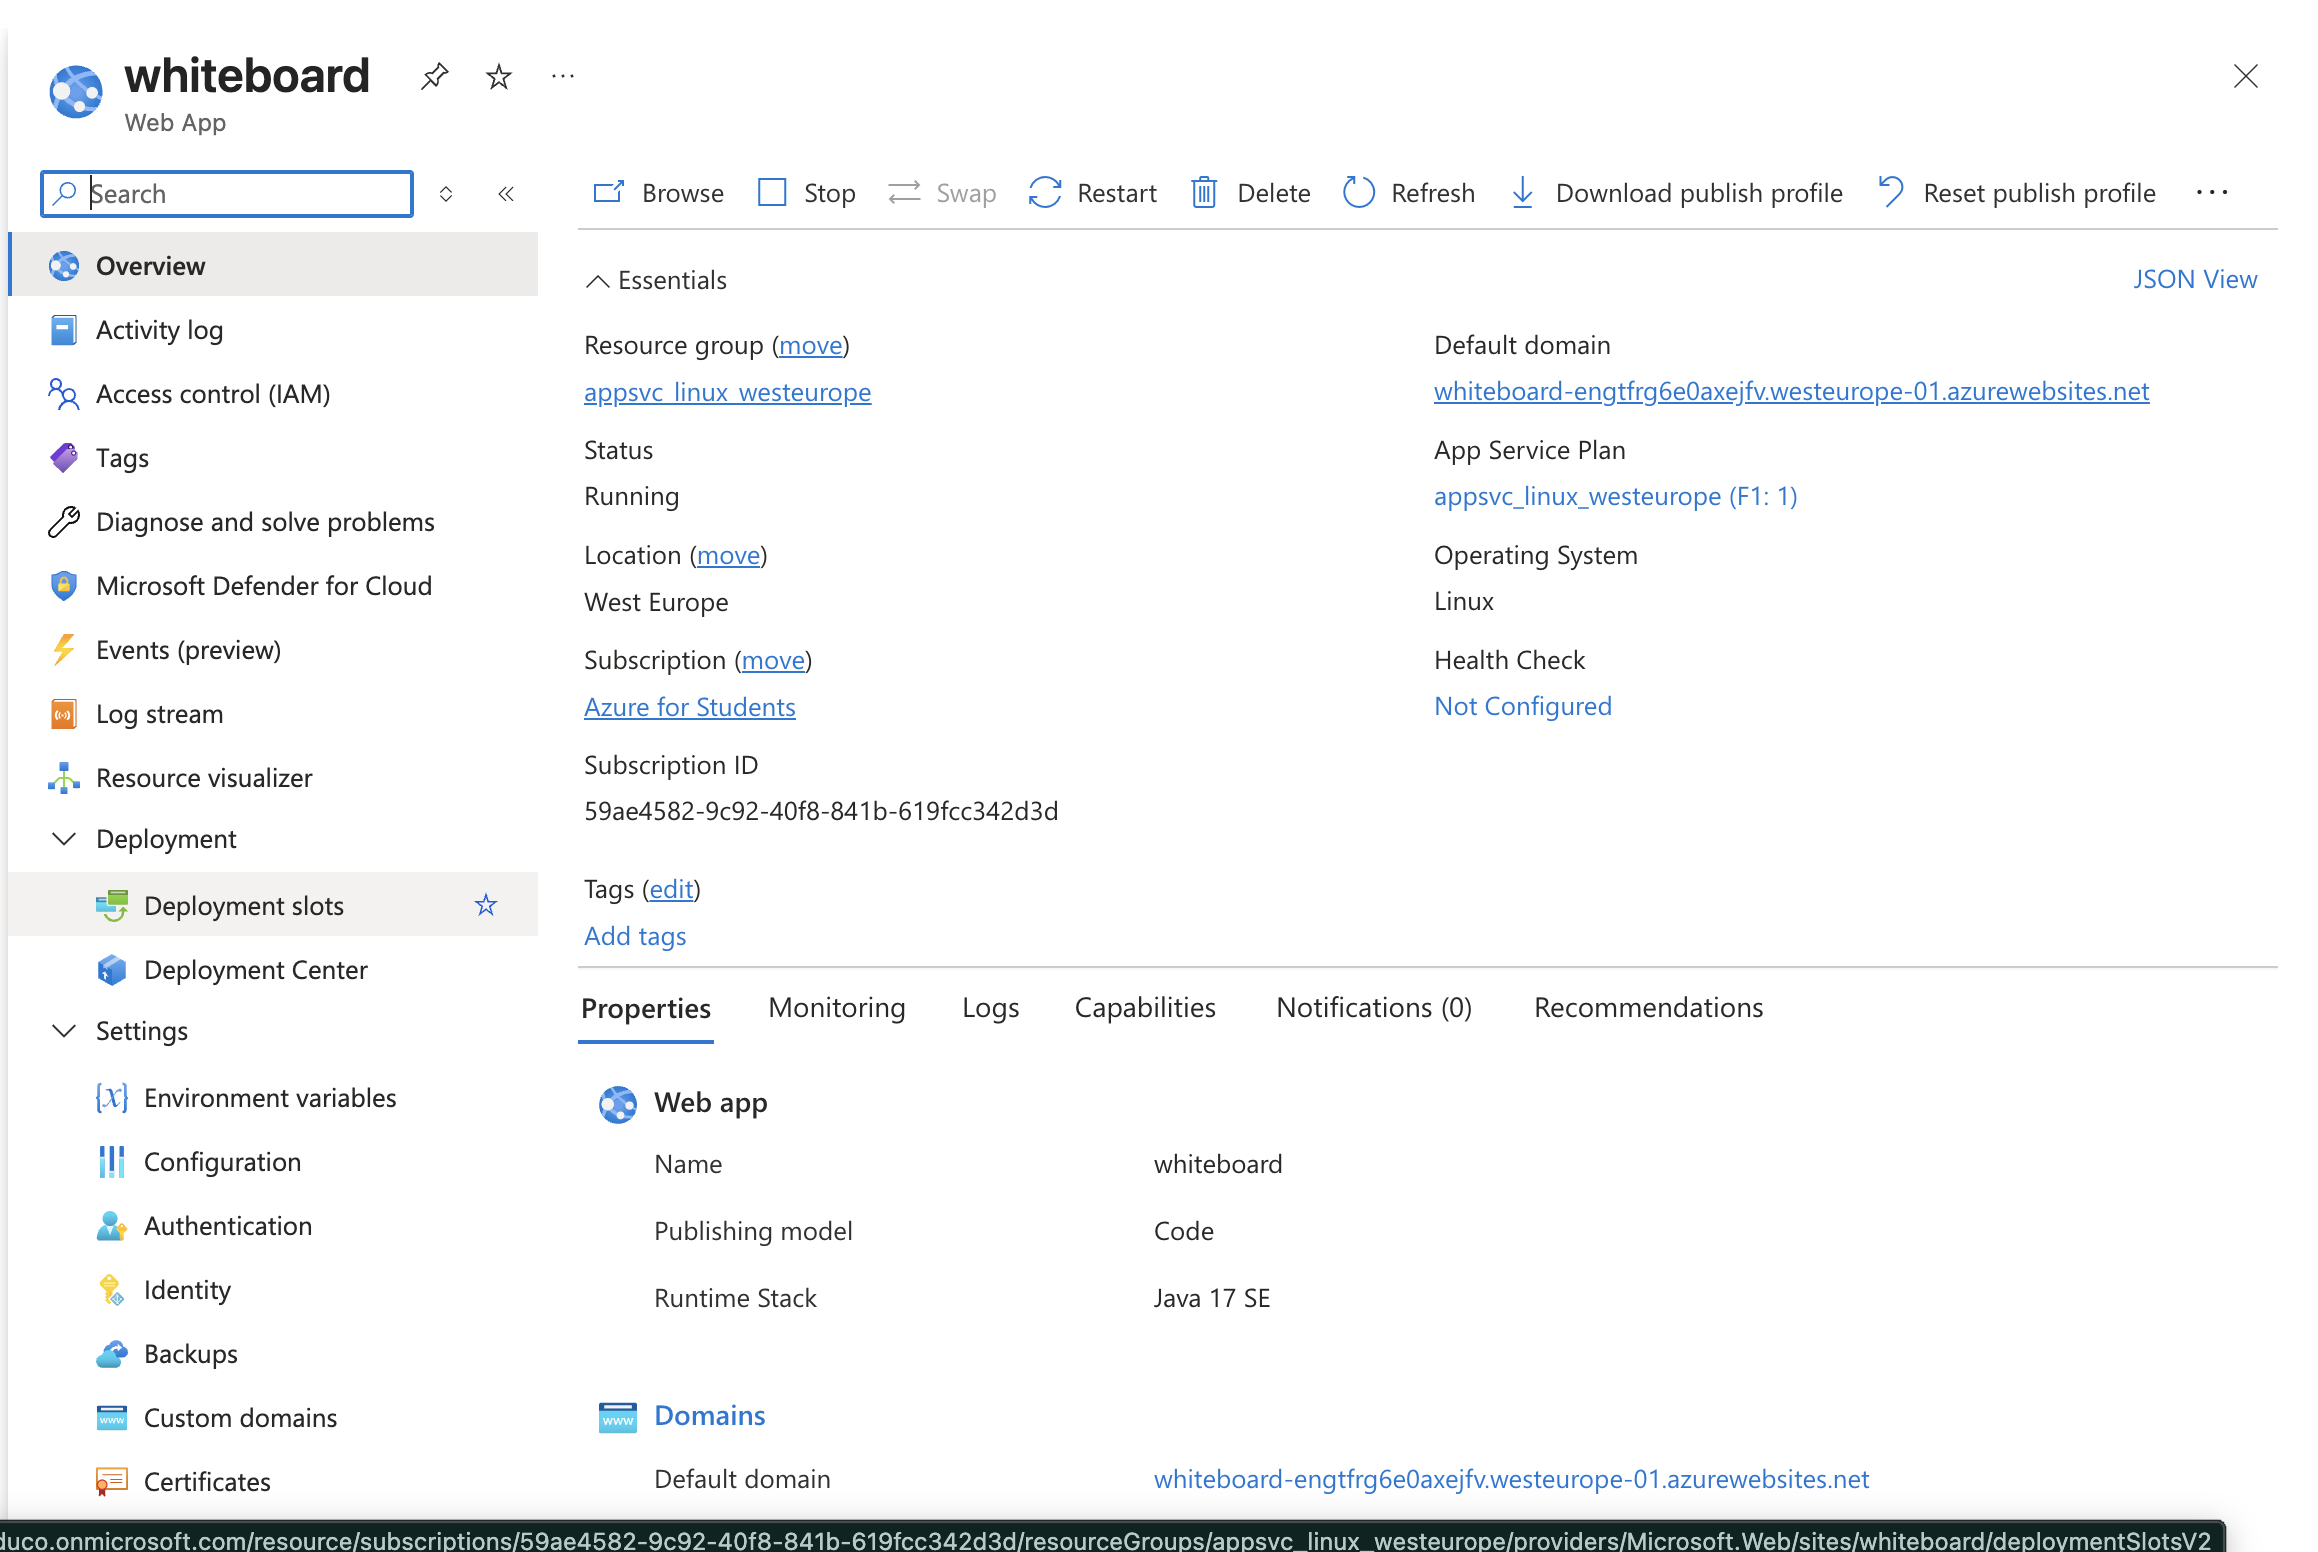 whiteboard
Web App
Search
Browse Stop Swap Restart Delete Refresh Download publish profile Reset publish profile
Overview
Activity log
Access control (IAM)
Tags
Diagnose and solve problems
Microsoft Defender for Cloud
Events (preview)
Log stream
Resource visualizer
Deployment
Deployment slots
Deployment Center
Settings
Environment variables
Configuration
Authentication
Identity
Backups
Custom domains
Certificates
Essentials
JSON View
Resource group (move)
appsvc_linux_westeurope
Status
Running
Location (move)
West Europe
Subscription (move)
Azure for Students
Subscription ID
59ae4582-9c92-40f8-841b-619fcc342d3d
Default domain
whiteboard-engtfrg6e0axejfv.westeurope-01.azurewebsites.net
App Service Plan
appsvc_linux_westeurope (F1: 1)
Operating System
Linux
Health Check
Not Configured
Tags (edit)
Add tags
Properties Monitoring Logs Capabilities Notifications (0) Recommendations
Web app
Name whiteboard
Publishing model Code
Runtime Stack Java 17 SE
Domains
Default domain whiteboard-engtfrg6e0axejfv.westeurope-01.azurewebsites.net
duco.onmicrosoft.com/resource/subscriptions/59ae4582-9c92-40f8-841b-619fcc342d3d/resourceGroups/appsvc_linux_westeurope/providers/Microsoft.Web/sites/whiteboard/deploymentSlotsV2